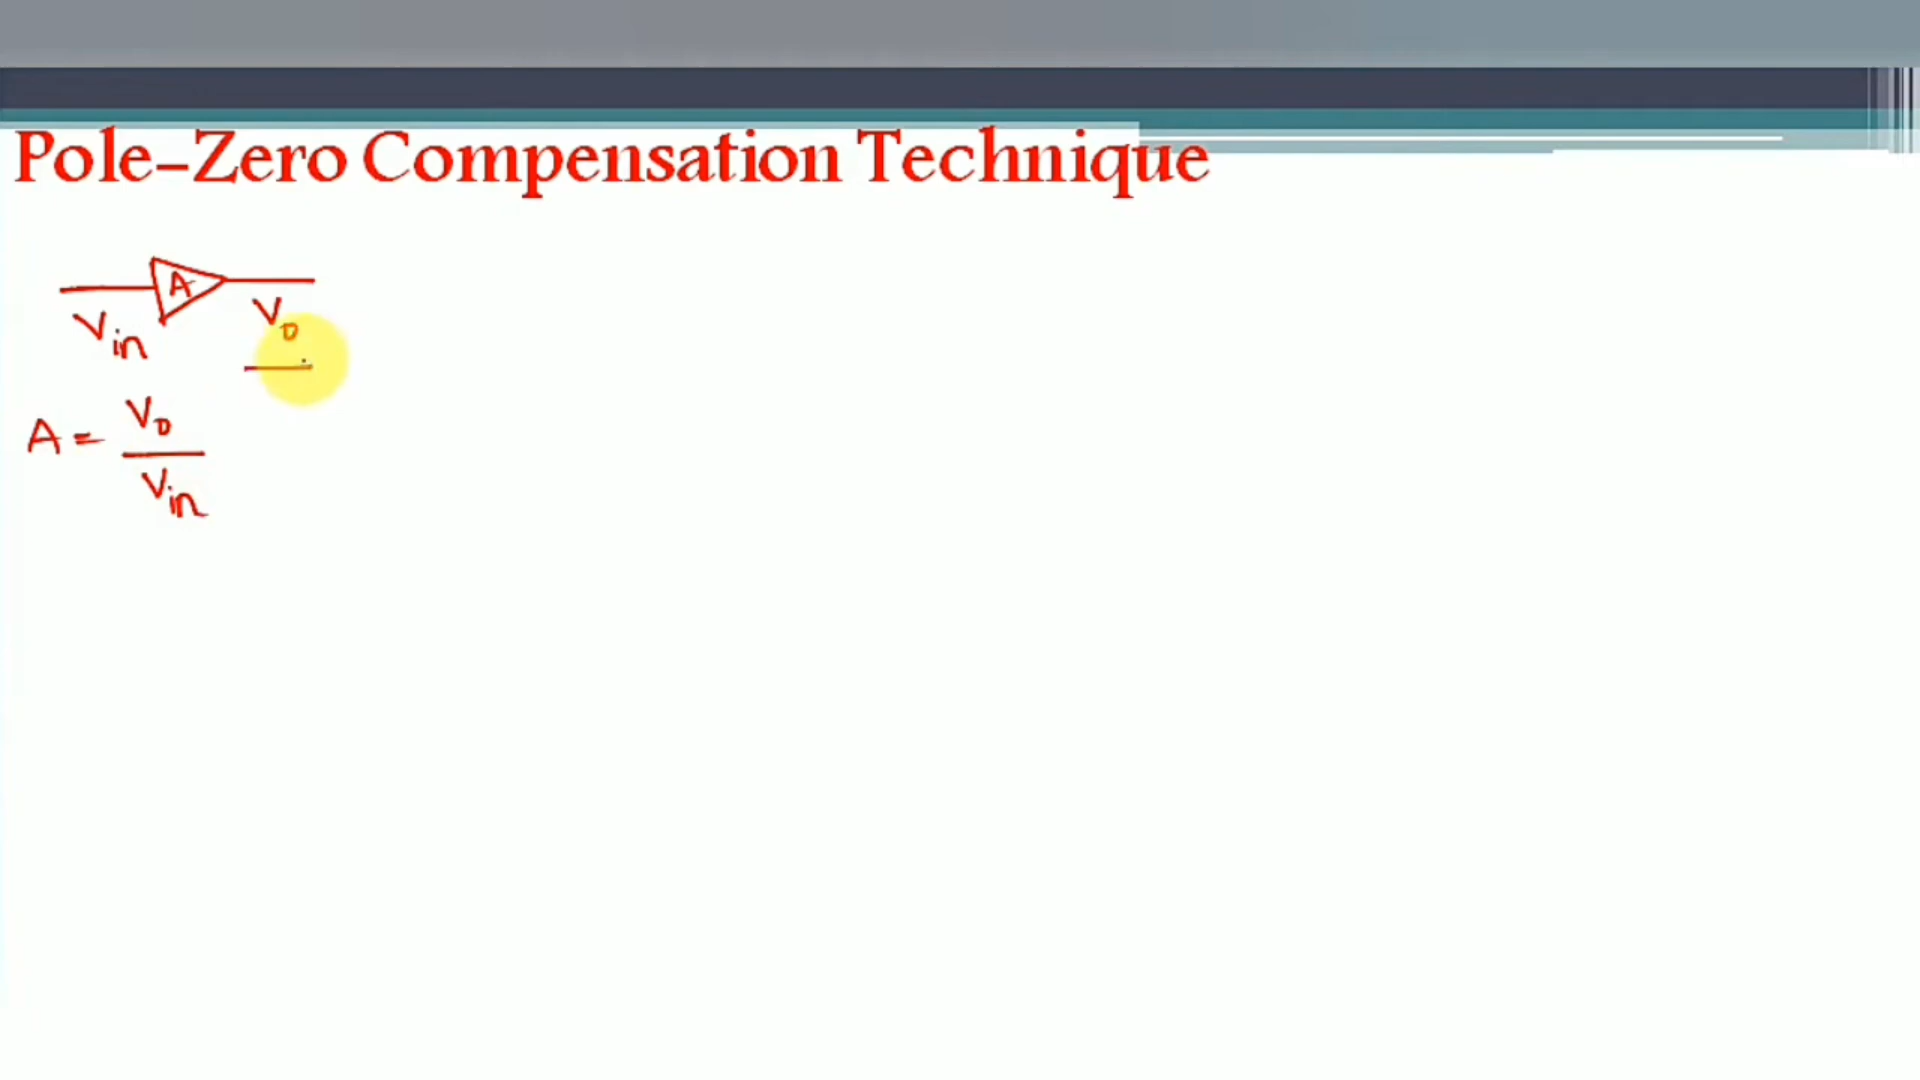 Pole-Zero Compensation Technique
A
Vin
Vo
A = Vo / Vin